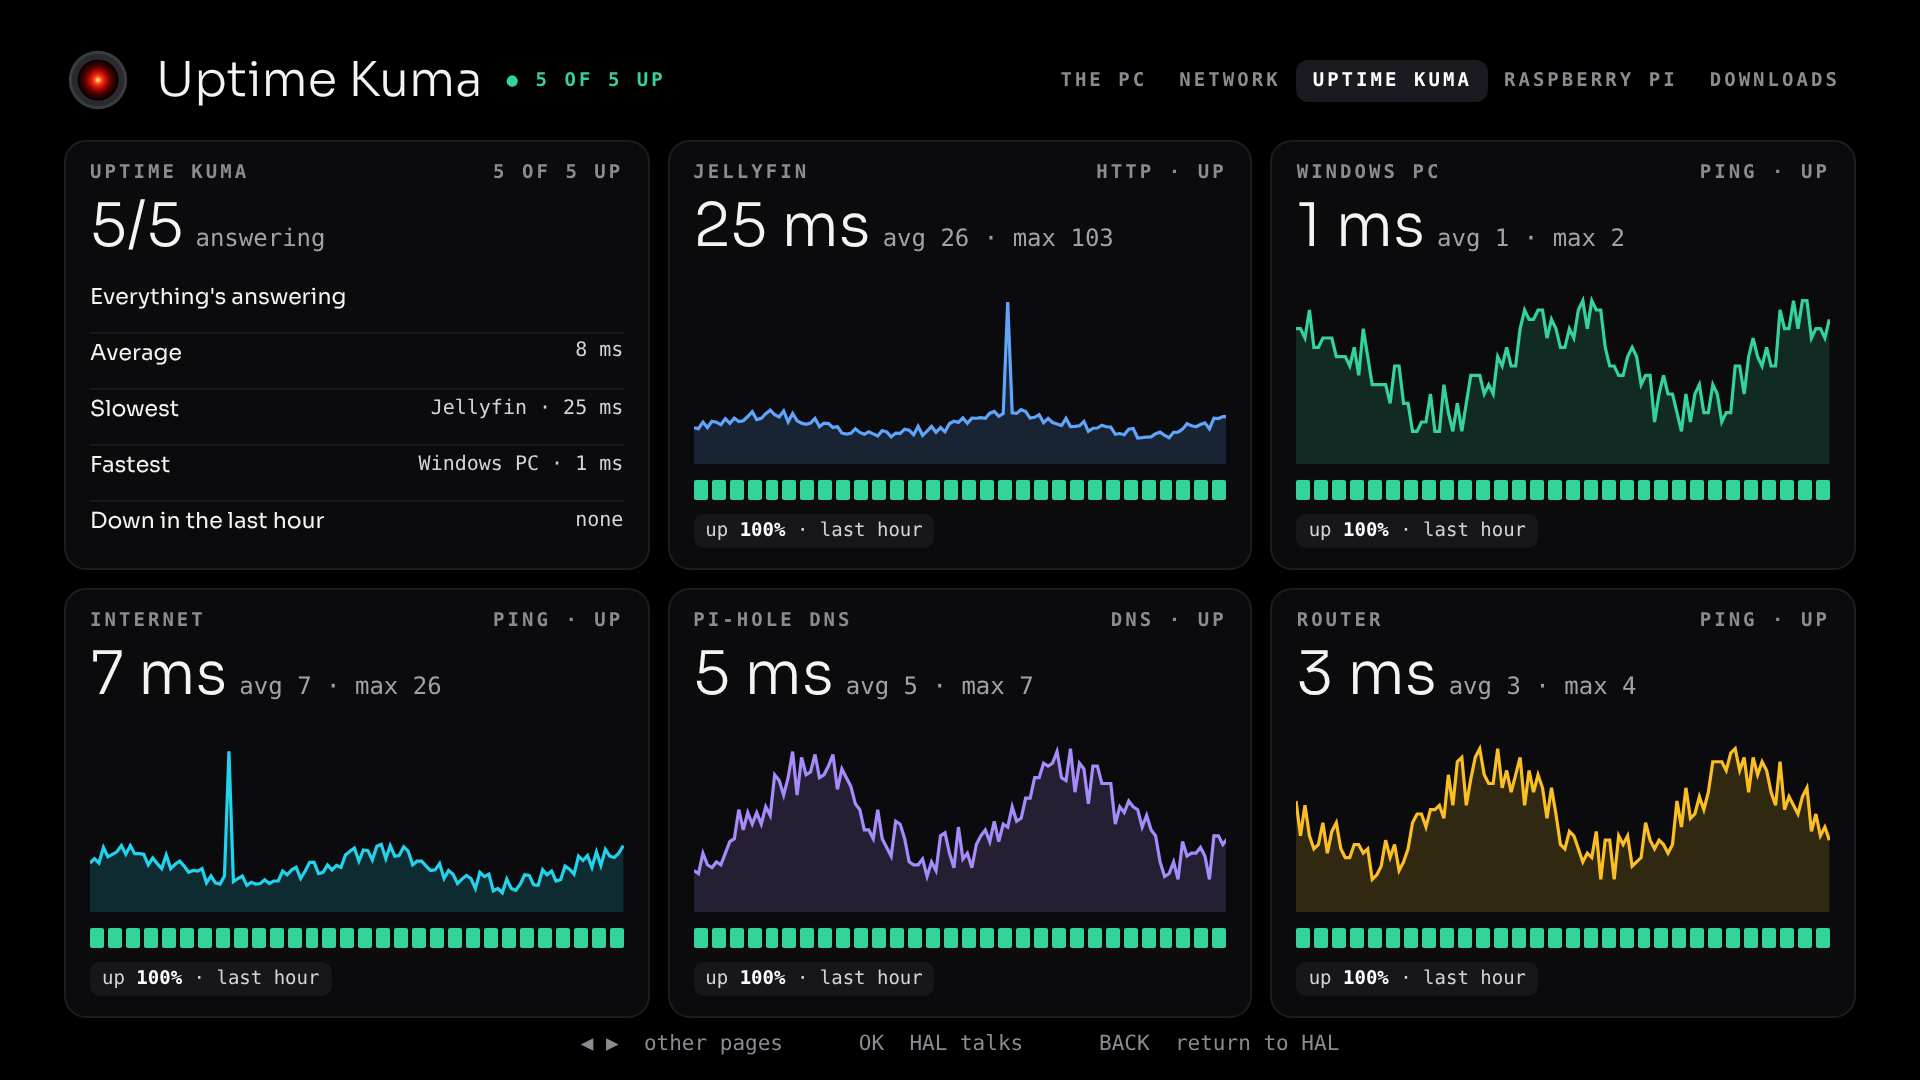 Uptime Kuma ● 5 OF 5 UP
THE PC NETWORK UPTIME KUMA RASPBERRY PI DOWNLOADS
UPTIME KUMA 5 OF 5 UP
5/5 answering
Everything's answering
Average 8 ms
Slowest Jellyfin · 25 ms
Fastest Windows PC · 1 ms
Down in the last hour none
JELLYFIN HTTP · UP
25 ms avg 26 · max 103
up 100% · last hour
WINDOWS PC PING · UP
1 ms avg 1 · max 2
up 100% · last hour
INTERNET PING · UP
7 ms avg 7 · max 26
up 100% · last hour
PI-HOLE DNS DNS · UP
5 ms avg 5 · max 7
up 100% · last hour
ROUTER PING · UP
3 ms avg 3 · max 4
up 100% · last hour
◀ ▶ other pages OK HAL talks BACK return to HAL